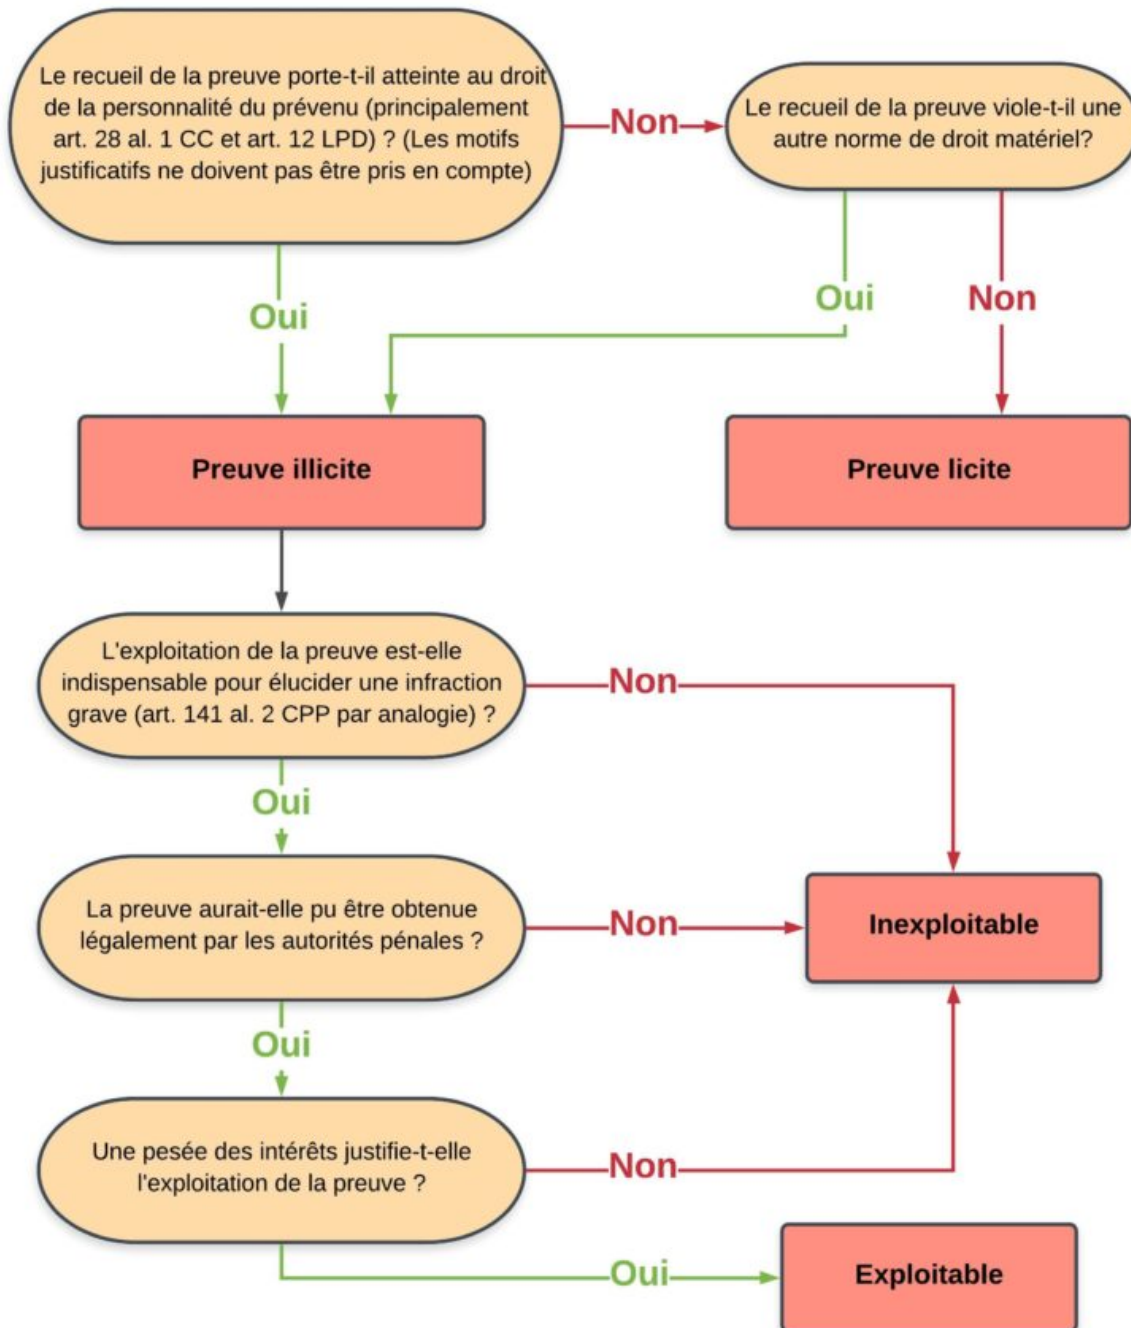 Le recueil de la preuve porte-t-il atteinte au droit
de la personnalité du prévenu (principalement
art. 28 al. 1 CC et art. 12 LPD) ? (Les motifs
justificatifs ne doivent pas être pris en compte)
Non
Le recueil de la preuve viole-t-il une
autre norme de droit matériel?
Oui
Oui
Non
Preuve illicite
Preuve licite
L'exploitation de la preuve est-elle
indispensable pour élucider une infraction
grave (art. 141 al. 2 CPP par analogie) ?
Non
Oui
La preuve aurait-elle pu être obtenue
légalement par les autorités pénales ?
Non
Inexploitable
Oui
Une pesée des intérêts justifie-t-elle
l'exploitation de la preuve ?
Non
Oui
Exploitable